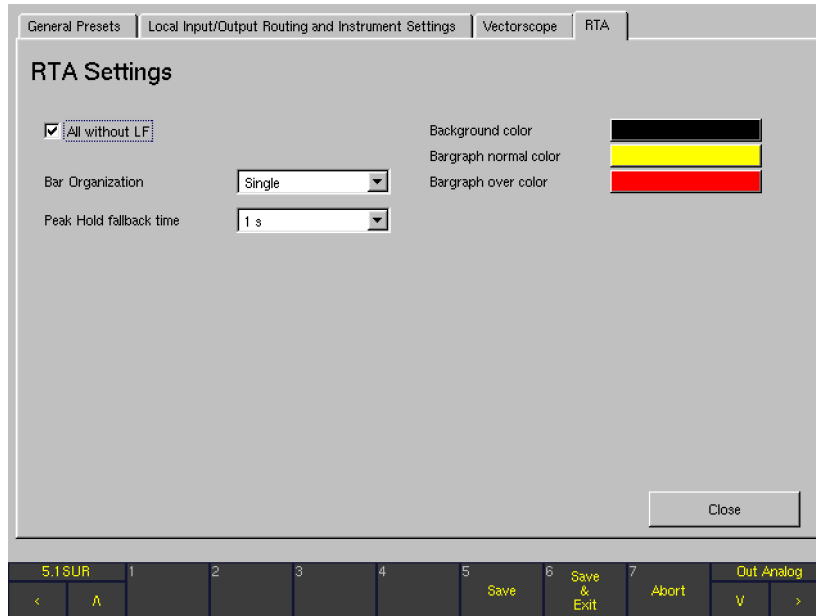 General Presets
Local Input/Output Routing and Instrument Settings
Vectorscope
RTA
RTA Settings
All without LF
Background color
Bargraph normal color
Bar Organization
Single
Bargraph over color
Peak Hold fallback time
1 s
Close
5.1SUR
1
2
3
4
5
Save
6
Save
&
Exit
7
Abort
Out Analog
<
Λ
V
>